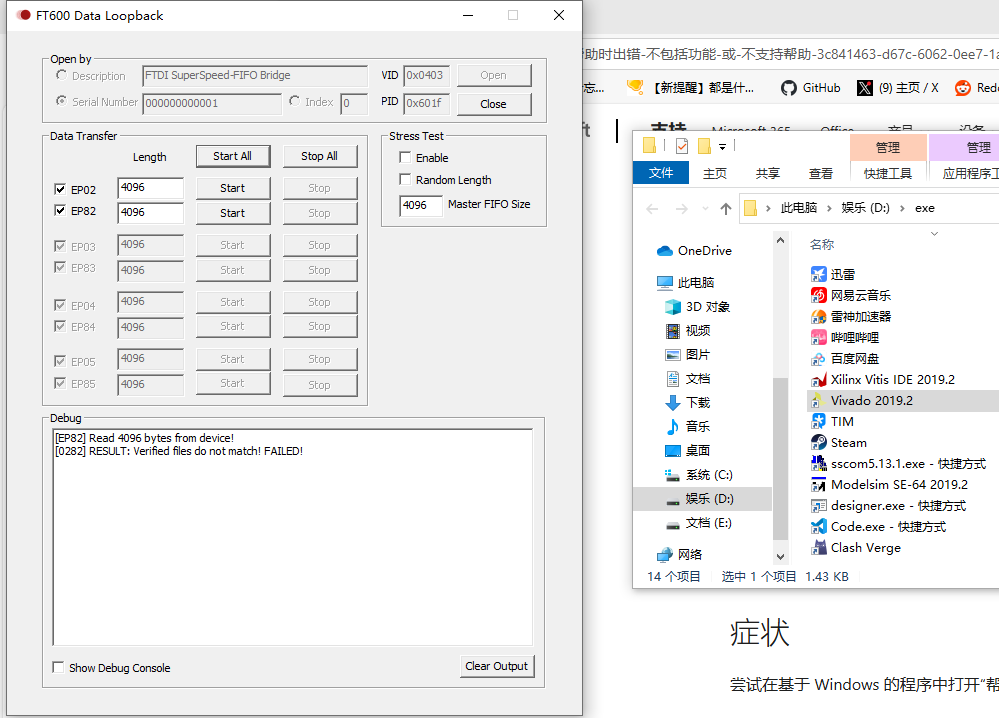 FT600 Data Loopback
Open by
Description
FTDI SuperSpeed-FIFO Bridge
VID
0x0403
Open
Serial Number
000000000001
Index
0
PID
0x601f
Close
Data Transfer
Length
Start All
Stop All
EP02
4096
Start
Stop
EP82
4096
Start
Stop
EP03
4096
Start
Stop
EP83
4096
Start
Stop
EP04
4096
Start
Stop
EP84
4096
Start
Stop
EP05
4096
Start
Stop
EP85
4096
Start
Stop
Stress Test
Enable
Random Length
4096
Master FIFO Size
Debug
[EP82] Read 4096 bytes from device!
[0282] RESULT: Verified files do not match! FAILED!
Show Debug Console
Clear Output
助时出错-不包括功能-或-不支持帮助-3c841463-d67c-6062-0ee7-1a
忘...
【新提醒】都是什...
GitHub
(9) 主页 / X
Redd
支持
Microsoft 365
Office
产品
设备
管理
管理
文件
主页
共享
查看
快捷工具
应用程序工
此电脑
娱乐 (D:)
exe
OneDrive
此电脑
3D 对象
视频
图片
文档
下载
音乐
桌面
系统 (C:)
娱乐 (D:)
文档 (E:)
网络
名称
迅雷
网易云音乐
雷神加速器
哔哩哔哩
百度网盘
Xilinx Vitis IDE 2019.2
Vivado 2019.2
TIM
Steam
sscom5.13.1.exe - 快捷方式
Modelsim SE-64 2019.2
designer.exe - 快捷方式
Code.exe - 快捷方式
Clash Verge
14 个项目
选中 1 个项目 1.43 KB
症状
尝试在基于 Windows 的程序中打开“帮